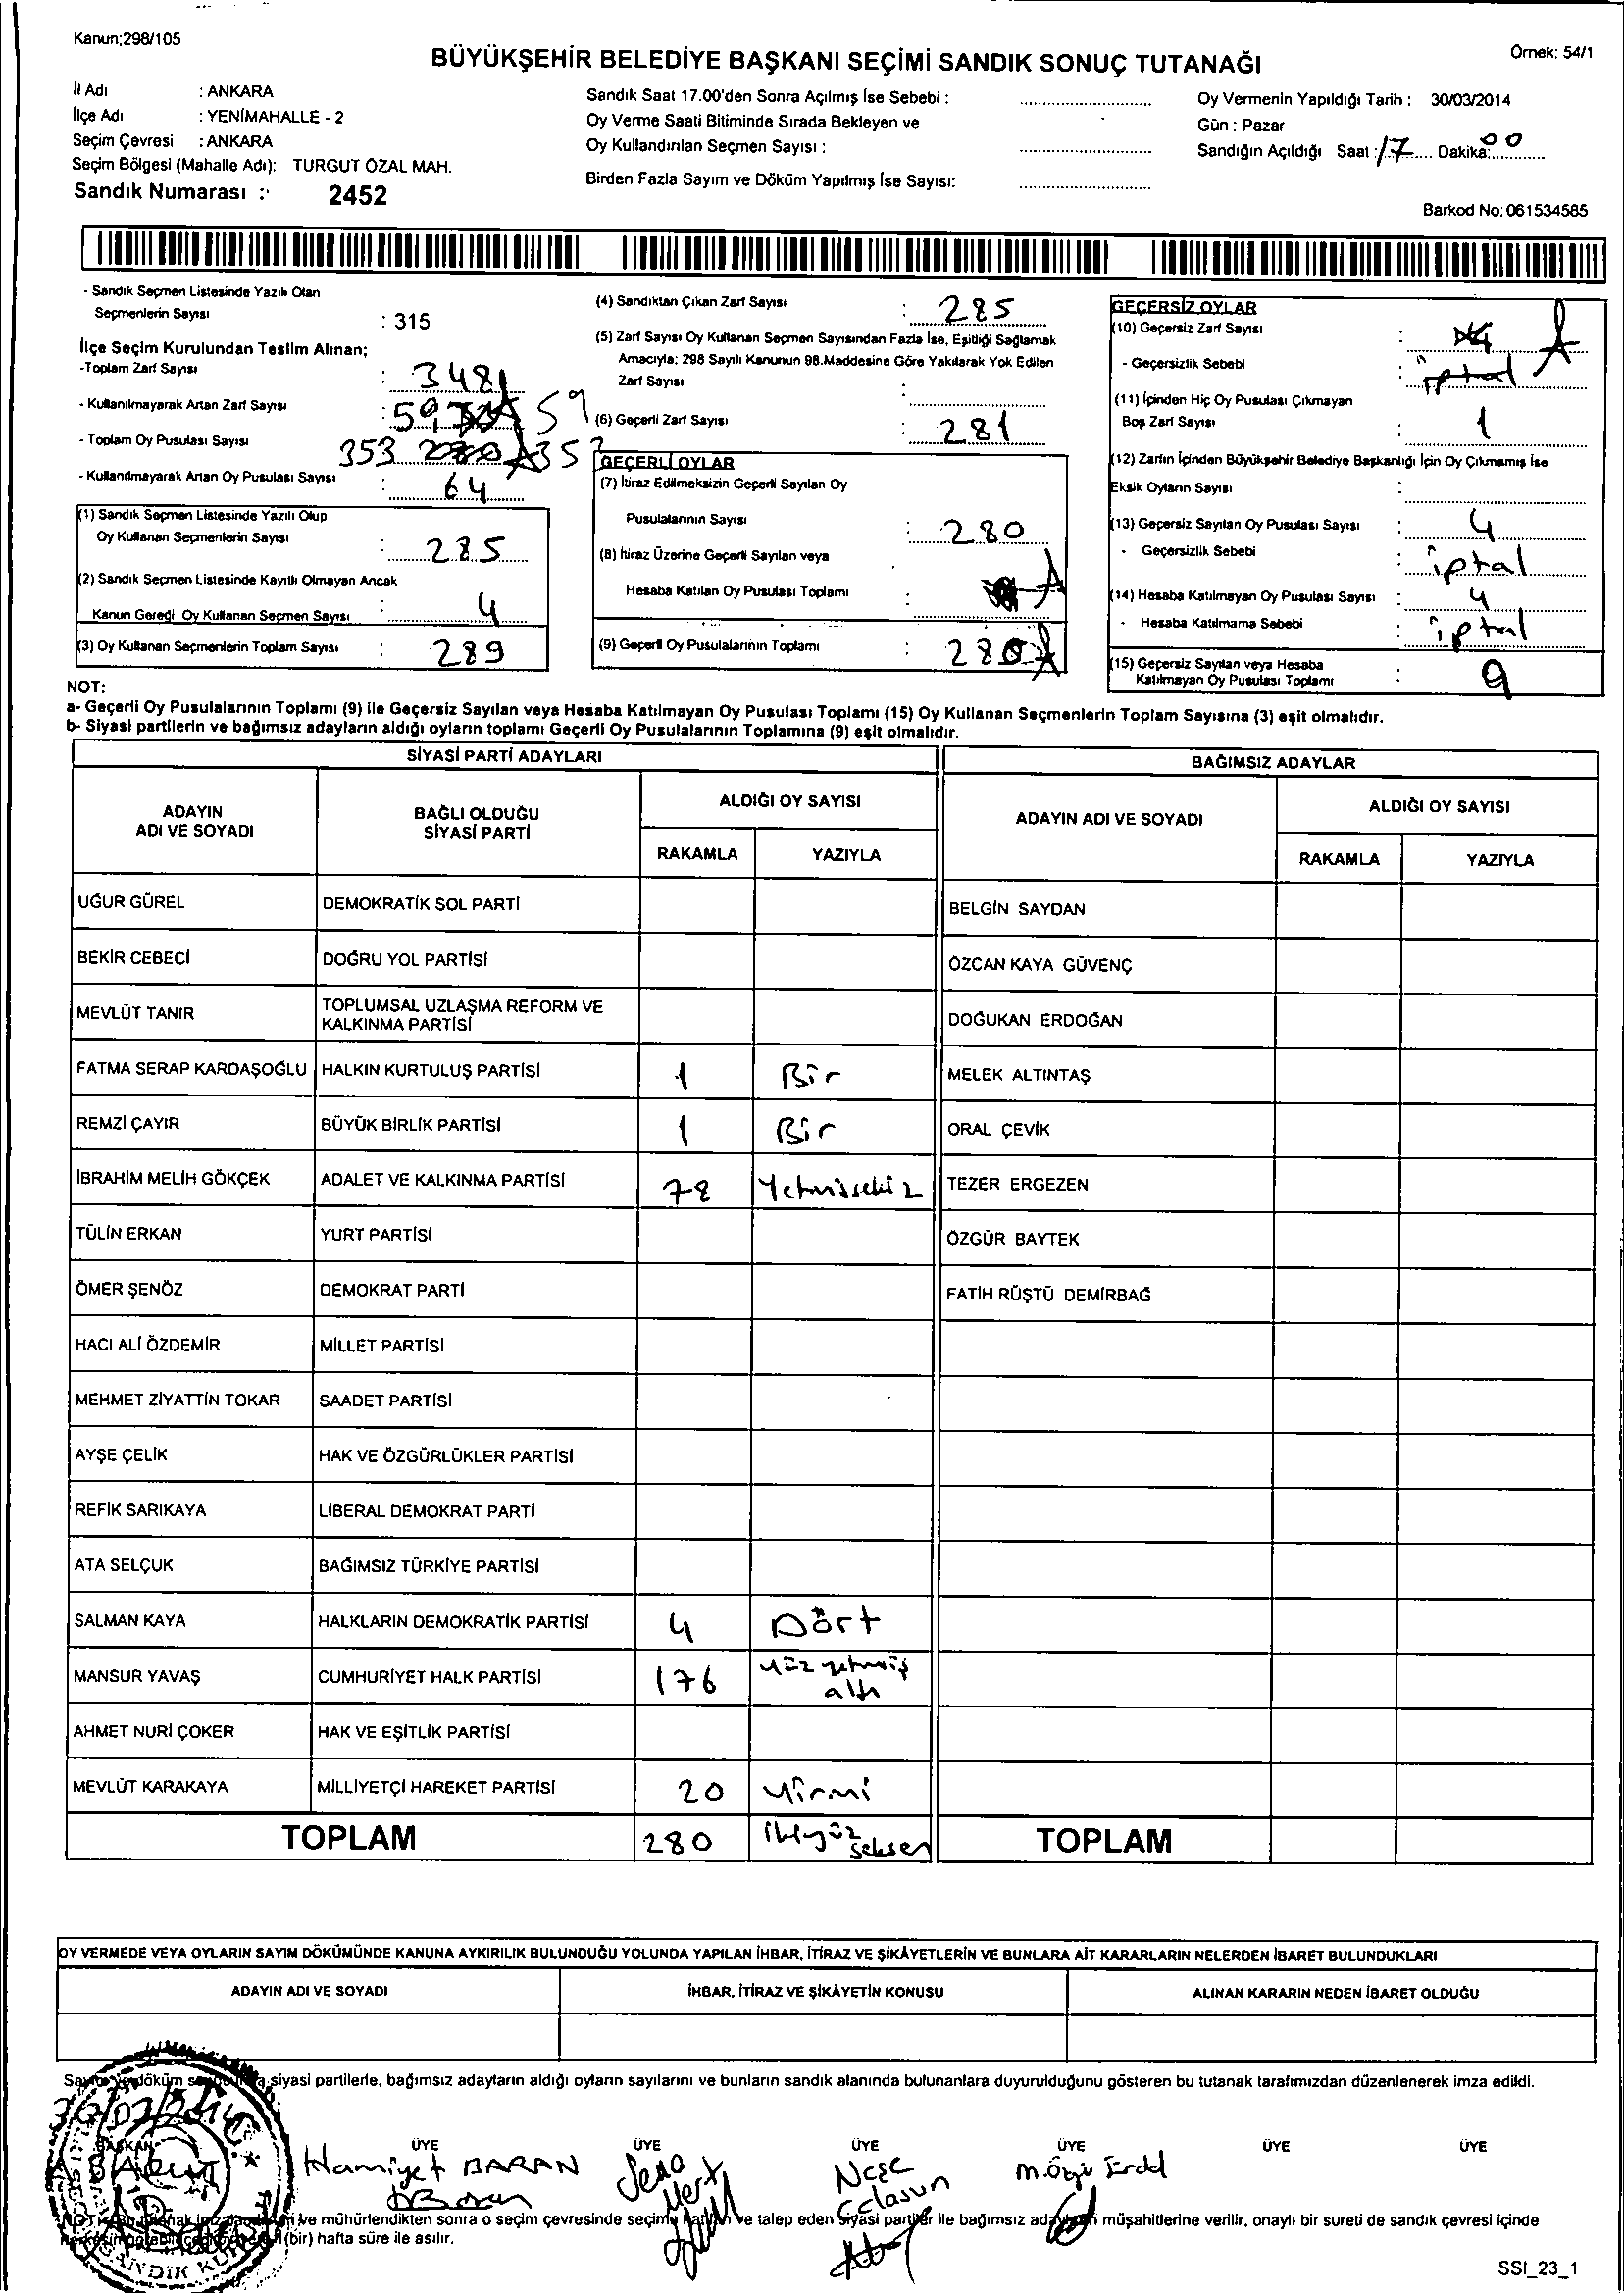 Kanun;298/105
BÜYÜKŞEHİR BELEDİYE BAŞKANI SEÇİMİ SANDIK SONUÇ TUTANAĞI
Örnek: 54/1
İl Adı : ANKARA
İlçe Adı : YENİMAHALLE - 2
Seçim Çevresi : ANKARA
Seçim Bölgesi (Mahalle Adı): TURGUT ÖZAL MAH.
Sandık Numarası : 2452
Sandık Saat 17.00'den Sonra Açılmış İse Sebebi :
Oy Verme Saati Bitiminde Sırada Bekleyen ve
Oy Kullandırılan Seçmen Sayısı :
Birden Fazla Sayım ve Döküm Yapılmış İse Sayısı:
Oy Vermenin Yapıldığı Tarih : 30/03/2014
Gün : Pazar
Sandığın Açıldığı Saat : 17 Dakika: 00
Barkod No: 061534585
- Sandık Seçmen Listesinde Yazılı Olan
Seçmenlerin Sayısı : 315
İlçe Seçim Kurulundan Teslim Alınan;
-Toplam Zarf Sayısı : 348
- Kullanılmayarak Artan Zarf Sayısı : 59 59
- Toplam Oy Pusulası Sayısı 353 353
- Kullanılmayarak Artan Oy Pusulası Sayısı : 64
(1) Sandık Seçmen Listesinde Yazılı Olup
Oy Kullanan Seçmenlerin Sayısı : 285
(2) Sandık Seçmen Listesinde Kayıtlı Olmayan Ancak
Kanun Gereği Oy Kullanan Seçmen Sayısı : 4
(3) Oy Kullanan Seçmenlerin Toplam Sayısı : 289
(4) Sandıktan Çıkan Zarf Sayısı : 285
(5) Zarf Sayısı Oy Kullanan Seçmen Sayısından Fazla İse, Eşitliği Sağlamak
Amacıyla; 298 Sayılı Kanunun 98.Maddesine Göre Yakılarak Yok Edilen
Zarf Sayısı :
(6) Geçerli Zarf Sayısı : 281
GEÇERLİ OYLAR
(7) İtiraz Edilmeksizin Geçerli Sayılan Oy
Pusulalarının Sayısı : 280
(8) İtiraz Üzerine Geçerli Sayılan veya
Hesaba Katılan Oy Pusulası Toplamı :
(9) Geçerli Oy Pusulalarının Toplamı : 280
GEÇERSİZ OYLAR
(10) Geçersiz Zarf Sayısı :
- Geçersizlik Sebebi : iptal
(11) İçinden Hiç Oy Pusulası Çıkmayan
Boş Zarf Sayısı : 1
(12) Zarfın İçinden Büyükşehir Belediye Başkanlığı İçin Oy Çıkmamış İse
Eksik Oyların Sayısı :
(13) Geçersiz Sayılan Oy Pusulası Sayısı : 4
- Geçersizlik Sebebi : iptal
(14) Hesaba Katılmayan Oy Pusulası Sayısı : 4
- Hesaba Katılmama Sebebi : iptal
(15) Geçersiz Sayılan veya Hesaba
Katılmayan Oy Pusulası Toplamı : 9
NOT:
a- Geçerli Oy Pusulalarının Toplamı (9) ile Geçersiz Sayılan veya Hesaba Katılmayan Oy Pusulası Toplamı (15) Oy Kullanan Seçmenlerin Toplam Sayısına (3) eşit olmalıdır.
b- Siyasi partilerin ve bağımsız adayların aldığı oyların toplamı Geçerli Oy Pusulalarının Toplamına (9) eşit olmalıdır.
SİYASİ PARTİ ADAYLARI BAĞIMSIZ ADAYLAR
ADAYIN ADI VE SOYADI BAĞLI OLDUĞU SİYASİ PARTİ ALDIĞI OY SAYISI ADAYIN ADI VE SOYADI ALDIĞI OY SAYISI
RAKAMLA YAZIYLA RAKAMLA YAZIYLA
UĞUR GÜREL DEMOKRATİK SOL PARTİ BELGİN SAYDAN
BEKİR CEBECİ DOĞRU YOL PARTİSİ ÖZCAN KAYA GÜVENÇ
MEVLÜT TANIR TOPLUMSAL UZLAŞMA REFORM VE KALKINMA PARTİSİ DOĞUKAN ERDOĞAN
FATMA SERAP KARDAŞOĞLU HALKIN KURTULUŞ PARTİSİ 1 Bir MELEK ALTINTAŞ
REMZİ ÇAYIR BÜYÜK BİRLİK PARTİSİ 1 Bir ORAL ÇEVİK
İBRAHİM MELİH GÖKÇEK ADALET VE KALKINMA PARTİSİ 78 Yetmişsekiz TEZER ERGEZEN
TÜLİN ERKAN YURT PARTİSİ ÖZGÜR BAYTEK
ÖMER ŞENÖZ DEMOKRAT PARTİ FATİH RÜŞTÜ DEMİRBAĞ
HACI ALİ ÖZDEMİR MİLLET PARTİSİ
MEHMET ZİYATTİN TOKAR SAADET PARTİSİ
AYŞE ÇELİK HAK VE ÖZGÜRLÜKLER PARTİSİ
REFİK SARIKAYA LİBERAL DEMOKRAT PARTİ
ATA SELÇUK BAĞIMSIZ TÜRKİYE PARTİSİ
SALMAN KAYA HALKLARIN DEMOKRATİK PARTİSİ 4 Dört
MANSUR YAVAŞ CUMHURİYET HALK PARTİSİ 176 yüz yetmiş altı
AHMET NURİ ÇOKER HAK VE EŞİTLİK PARTİSİ
MEVLÜT KARAKAYA MİLLİYETÇİ HAREKET PARTİSİ 20 yirmi
TOPLAM 280 ikiyüz seksen TOPLAM
OY VERMEDE VEYA OYLARIN SAYIM DÖKÜMÜNDE KANUNA AYKIRILIK BULUNDUĞU YOLUNDA YAPILAN İHBAR, İTİRAZ VE ŞİKÂYETLERİN VE BUNLARA AİT KARARLARIN NELERDEN İBARET BULUNDUKLARI
ADAYIN ADI VE SOYADI İHBAR, İTİRAZ VE ŞİKÂYETİN KONUSU ALINAN KARARIN NEDEN İBARET OLDUĞU
siyasi partilerle, bağımsız adayların aldığı oyların sayılarını ve bunların sandık alanında bulunanlara duyurulduğunu gösteren bu tutanak tarafımızdan düzenlenerek imza edildi.
BAŞKAN ÜYE ÜYE ÜYE ÜYE ÜYE ÜYE
Hamiyet BARAN Sena Mert Neşe
ve mühürlendikten sonra o seçim çevresinde seçime ve talep eden siyasi partiler ile bağımsız müşahitlerine verilir, onaylı bir sureti de sandık çevresi içinde
(bir) hafta süre ile asılır.
SSI_23_1